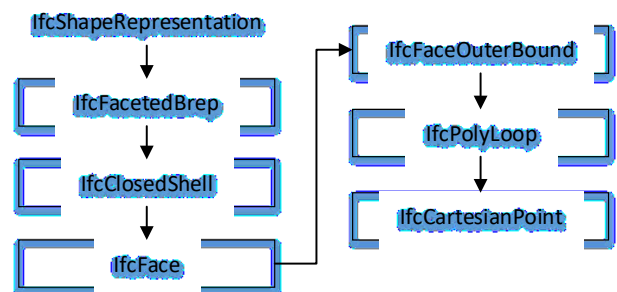 IfcShapeRepresentation
IfcFacetedBrep
IfcClosedShell
IfcFace
IfcFaceOuterBound
IfcPolyLoop
IfcCartesianPoint